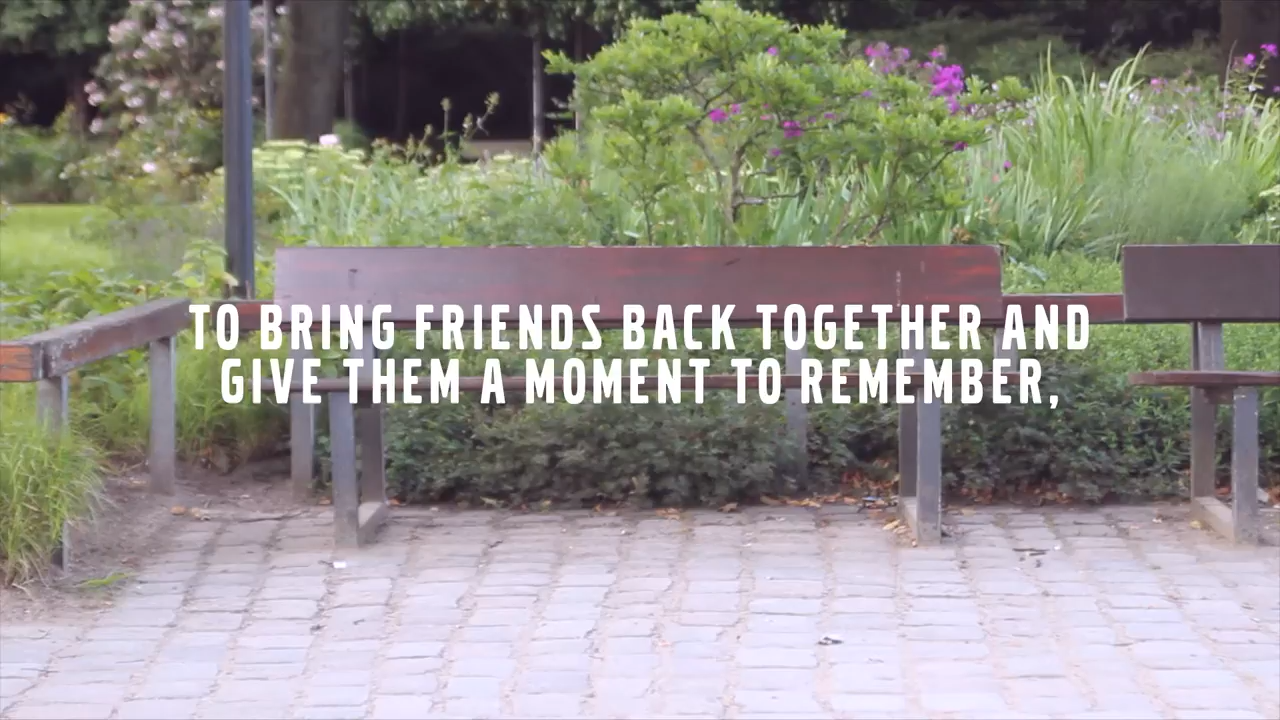 TO BRING FRIENDS BACK TOGETHER AND
GIVE THEM A MOMENT TO REMEMBER,